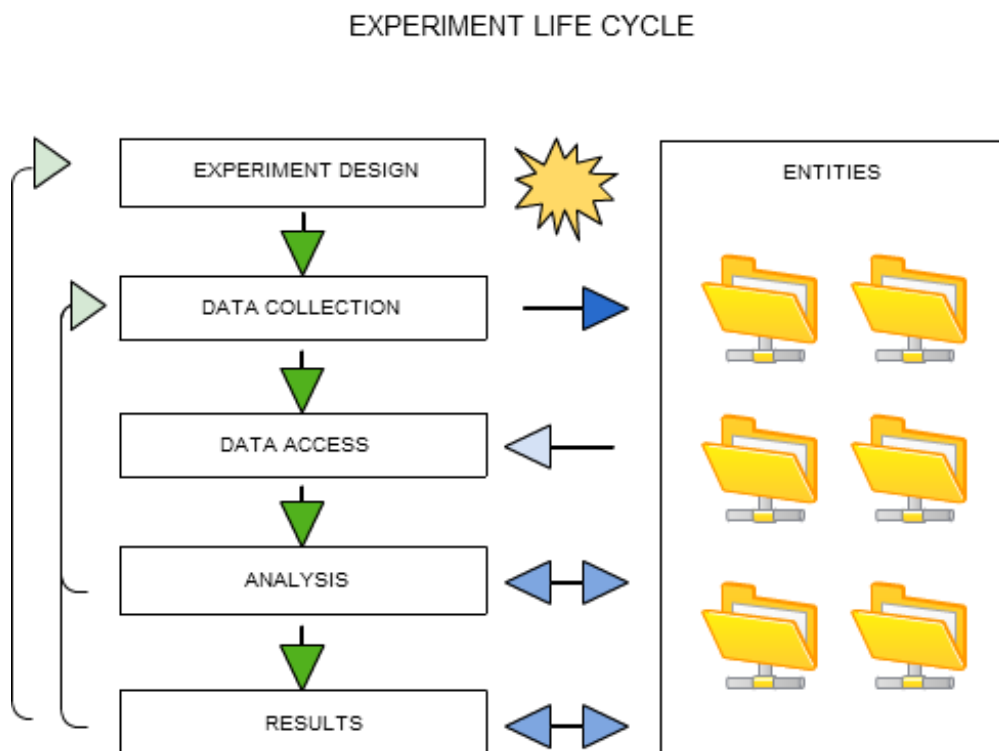 EXPERIMENT LIFE CYCLE
EXPERIMENT DESIGN
ENTITIES
DATA COLLECTION
DATA ACCESS
ANALYSIS
RESULTS